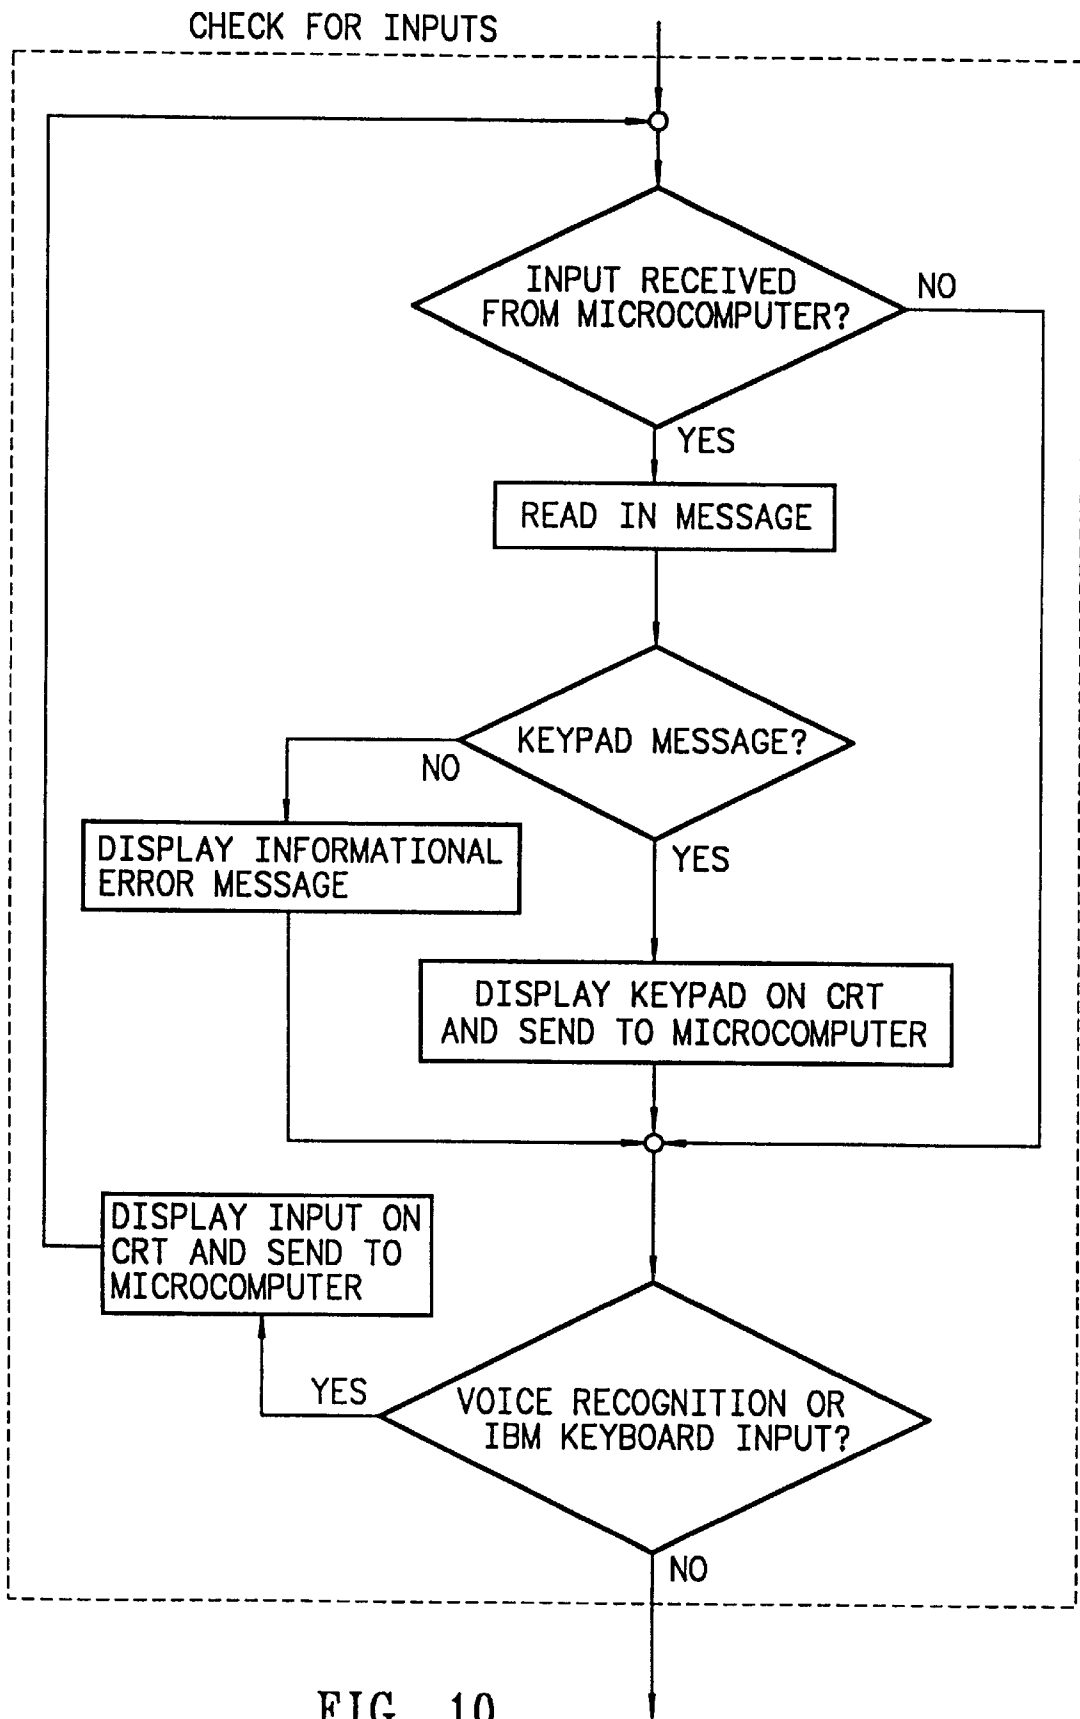 CHECK FOR INPUTS
INPUT RECEIVED
FROM MICROCOMPUTER?
NO
YES
READ IN MESSAGE
KEYPAD MESSAGE?
NO
YES
DISPLAY INFORMATIONAL
ERROR MESSAGE
DISPLAY KEYPAD ON CRT
AND SEND TO MICROCOMPUTER
DISPLAY INPUT ON
CRT AND SEND TO
MICROCOMPUTER
YES
VOICE RECOGNITION OR
IBM KEYBOARD INPUT?
NO
FIG. 10